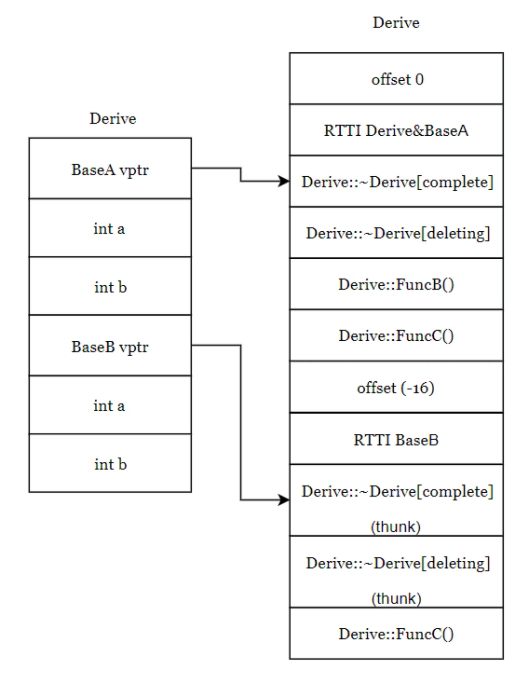 Derive
BaseA vptr
int a
int b
BaseB vptr
int a
int b
Derive
offset 0
RTTI Derive&BaseA
Derive::~Derive[complete]
Derive::~Derive[deleting]
Derive::FuncB()
Derive::FuncC()
offset (-16)
RTTI BaseB
Derive::~Derive[complete]
(thunk)
Derive::~Derive[deleting]
(thunk)
Derive::FuncC()